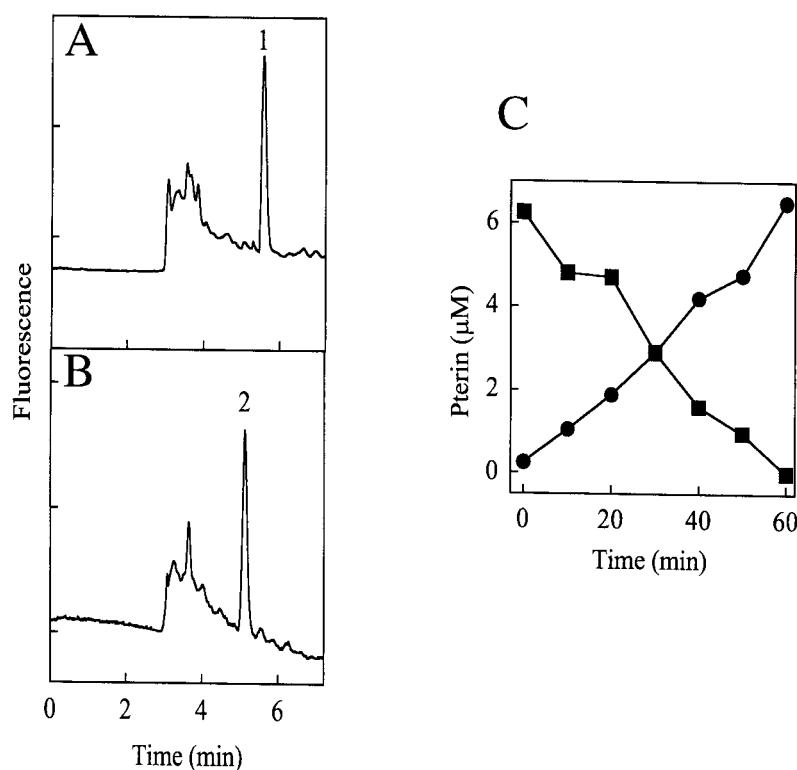 A
1
B
2
Fluorescence
0 2 4 6
Time (min)
C
6
4
2
0
Pterin (μM)
0 20 40 60
Time (min)